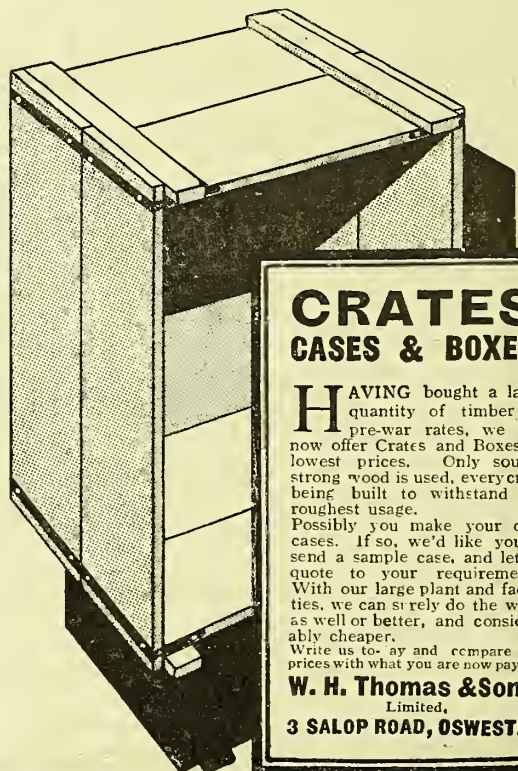 CRATES
CASES & BOXE
HAVING bought a la
quantity of timber
pre-war rates, we
now offer Crates and Boxes
lowest prices. Only sou
strong wood is used, every cr
being built to withstand
roughest usage.
Possibly you make your o
cases. If so, we'd like you
send a sample case, and let
quote to your requireme
With our large plant and fac
ties, we can surely do the w
as well or better, and consid
ably cheaper.
Write us to- ay and compare
prices with what you are now pay
W. H. Thomas & Son
Limited,
3 SALOP ROAD, OSWEST